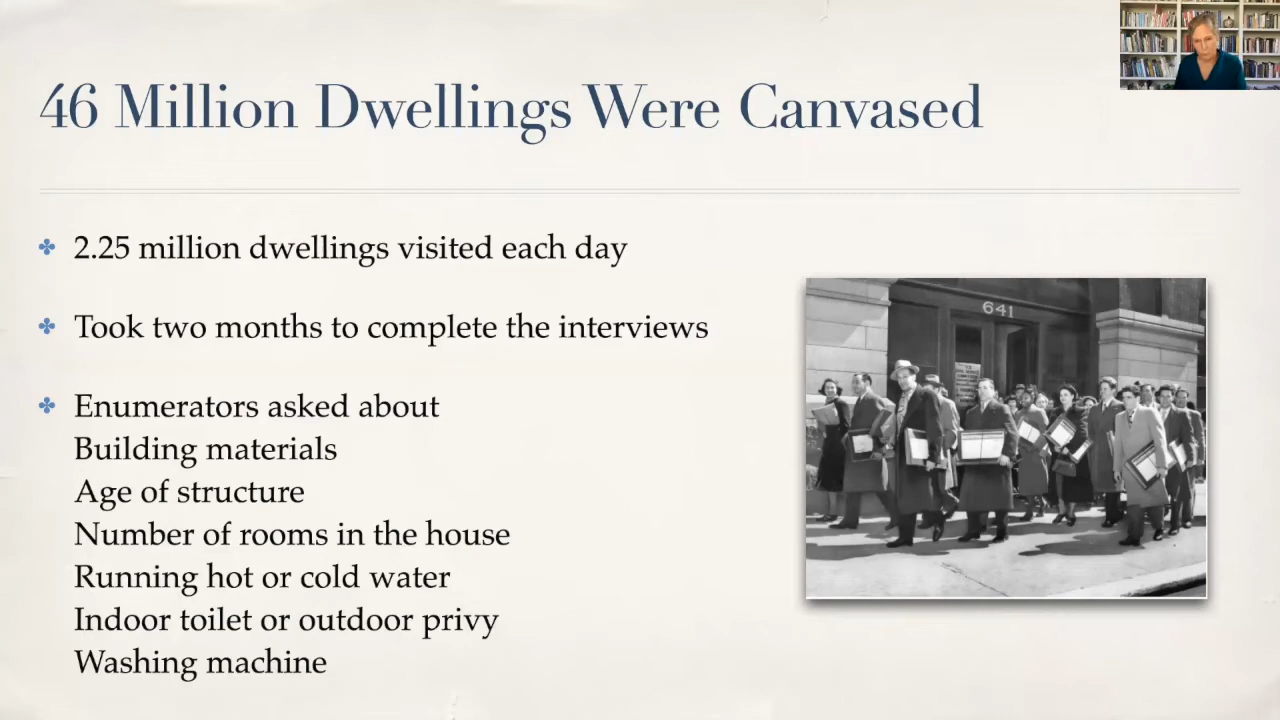 46 Million Dwellings Were Canvased
2.25 million dwellings visited each day
Took two months to complete the interviews
Enumerators asked about
Building materials
Age of structure
Number of rooms in the house
Running hot or cold water
Indoor toilet or outdoor privy
Washing machine
641